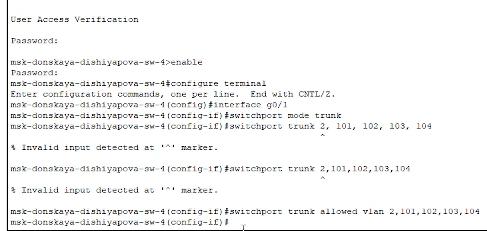 User Access Verification
Password:
msk-donskaya-dishiyapova-sw-4>enable
Password:
msk-donskaya-dishiyapova-sw-4#configure terminal
Enter configuration commands, one per line.  End with CNTL/Z.
msk-donskaya-dishiyapova-sw-4(config)#interface g0/1
msk-donskaya-dishiyapova-sw-4(config-if)#switchport mode trunk
msk-donskaya-dishiyapova-sw-4(config-if)#switchport trunk 2, 101, 102, 103, 104
^
% Invalid input detected at '^' marker.
msk-donskaya-dishiyapova-sw-4(config-if)#switchport trunk 2,101,102,103,104
^
% Invalid input detected at '^' marker.
msk-donskaya-dishiyapova-sw-4(config-if)#switchport trunk allowed vlan 2,101,102,103,104
msk-donskaya-dishiyapova-sw-4(config-if)#